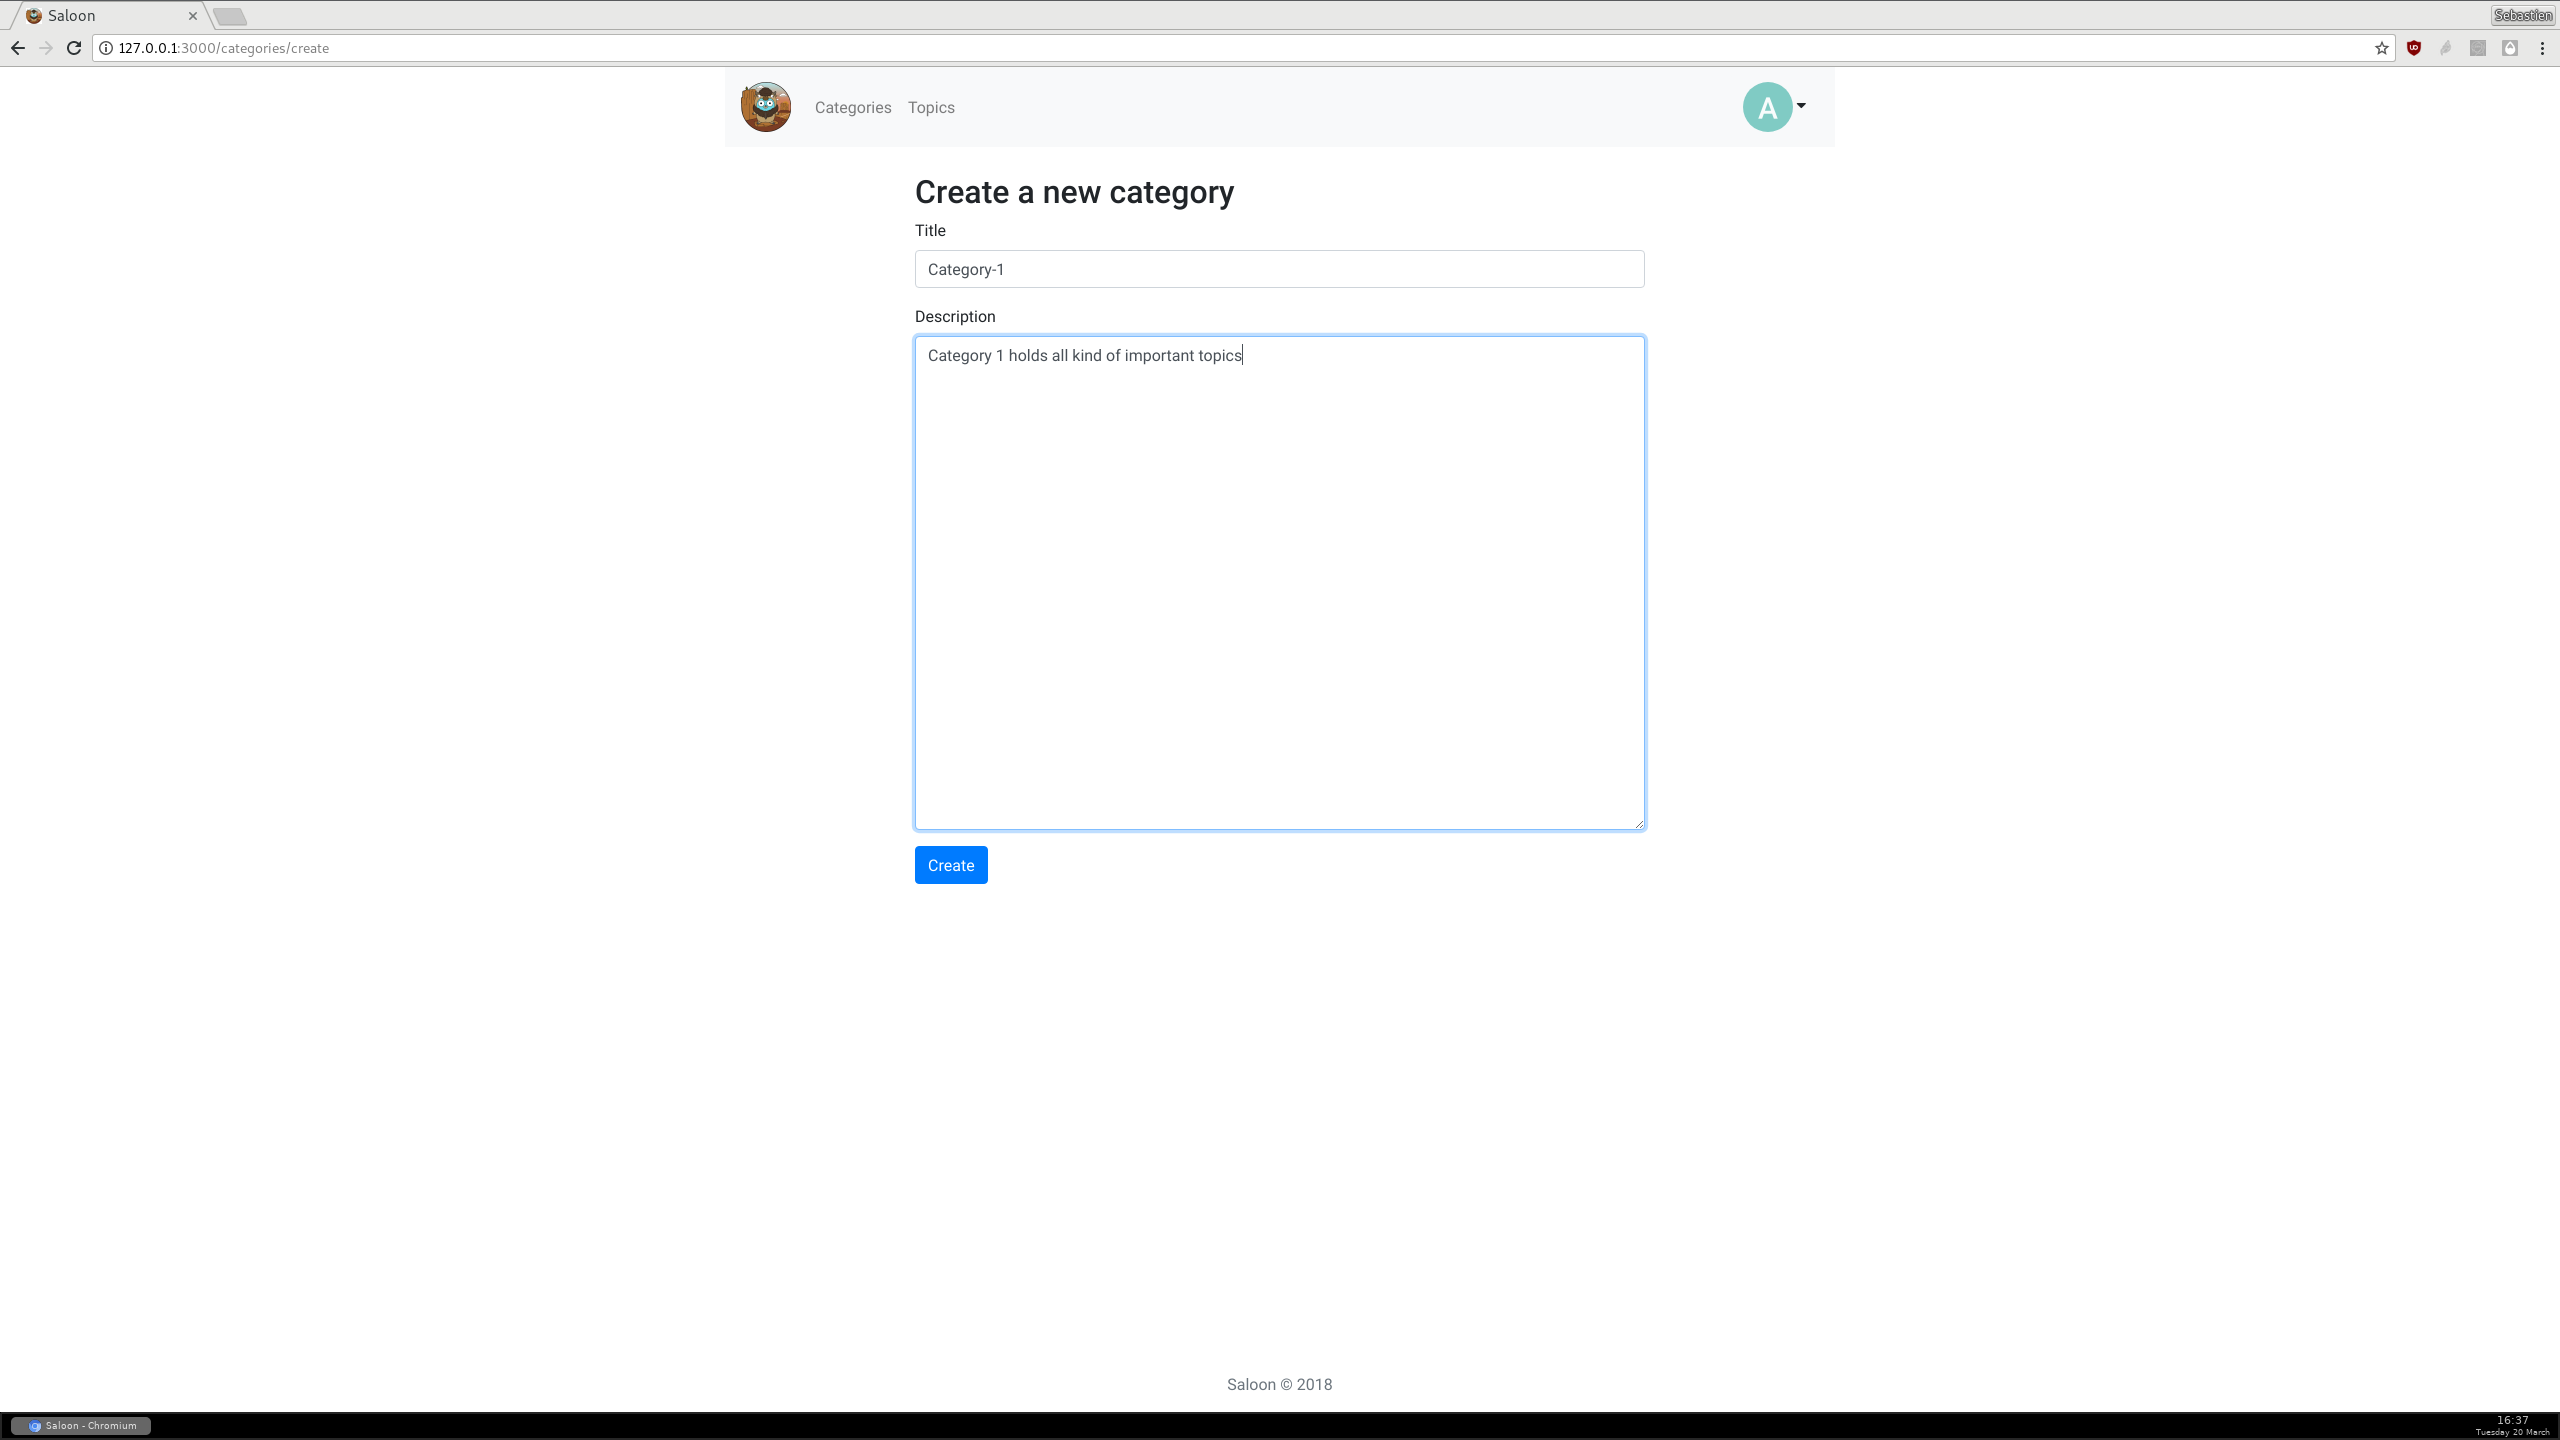 Saloon
Sebastien
127.0.0.1:3000/categories/create
Categories Topics
A
Create a new category
Title
Category-1
Description
Category 1 holds all kind of important topics
Create
Saloon © 2018
Saloon - Chromium
16:37
Tuesday 20 March